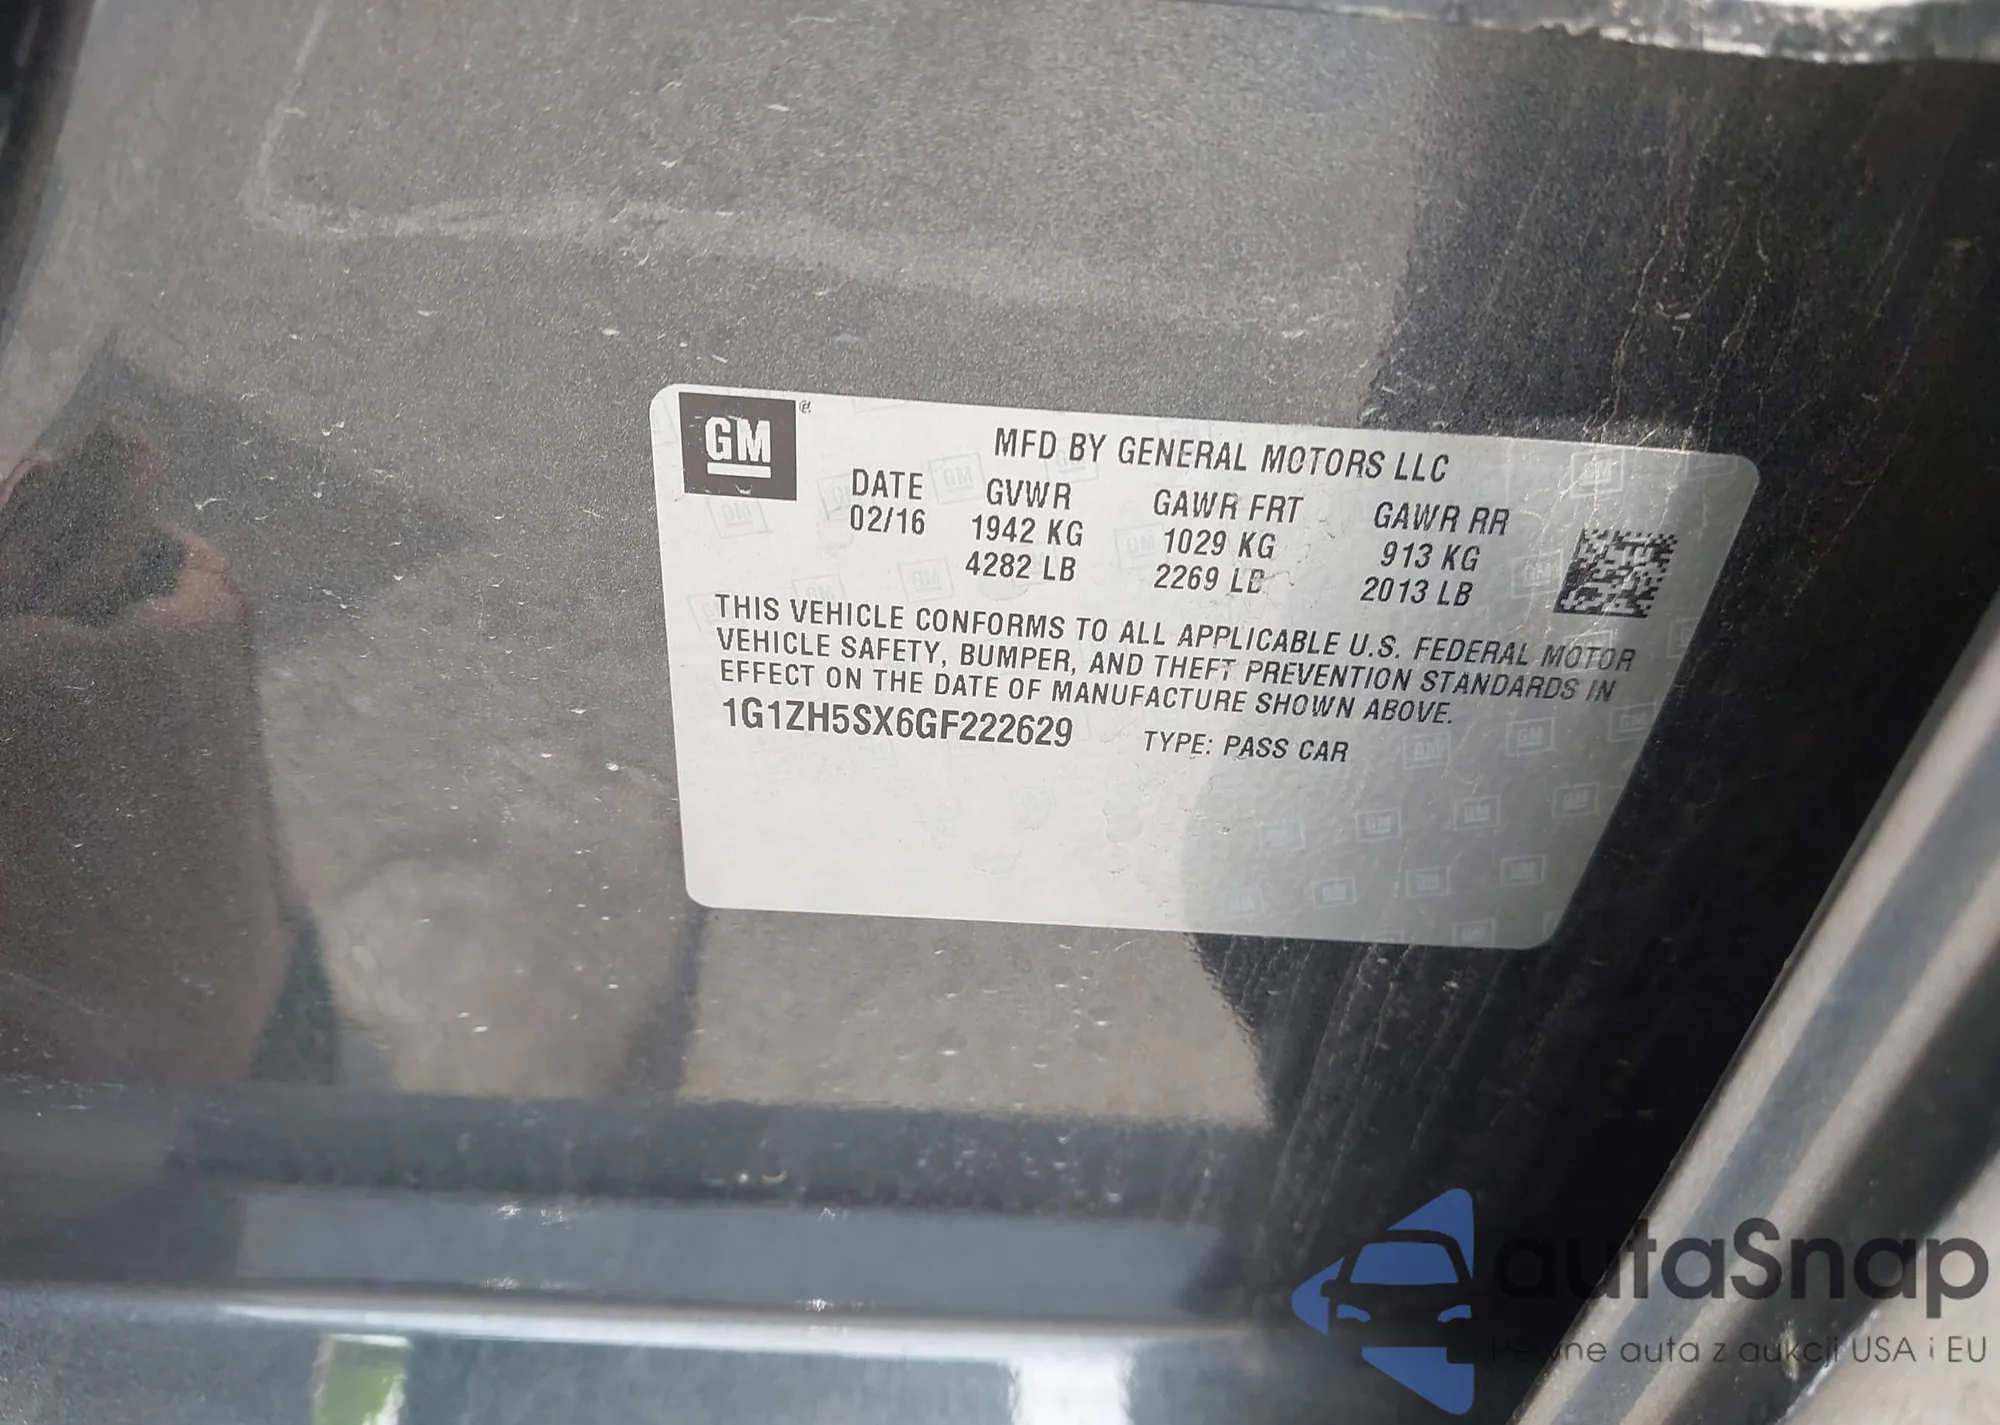 GM
MFD BY GENERAL MOTORS LLC
DATE GVWR GAWR FRT GAWR RR
02/16 1942 KG 1029 KG 913 KG
4282 LB 2269 LB 2013 LB
THIS VEHICLE CONFORMS TO ALL APPLICABLE U.S. FEDERAL MOTOR
VEHICLE SAFETY, BUMPER, AND THEFT PREVENTION STANDARDS IN
EFFECT ON THE DATE OF MANUFACTURE SHOWN ABOVE.
1G1ZH5SX6GF222629 TYPE: PASS CAR
autaSnap
auta z aukcji USA i EU